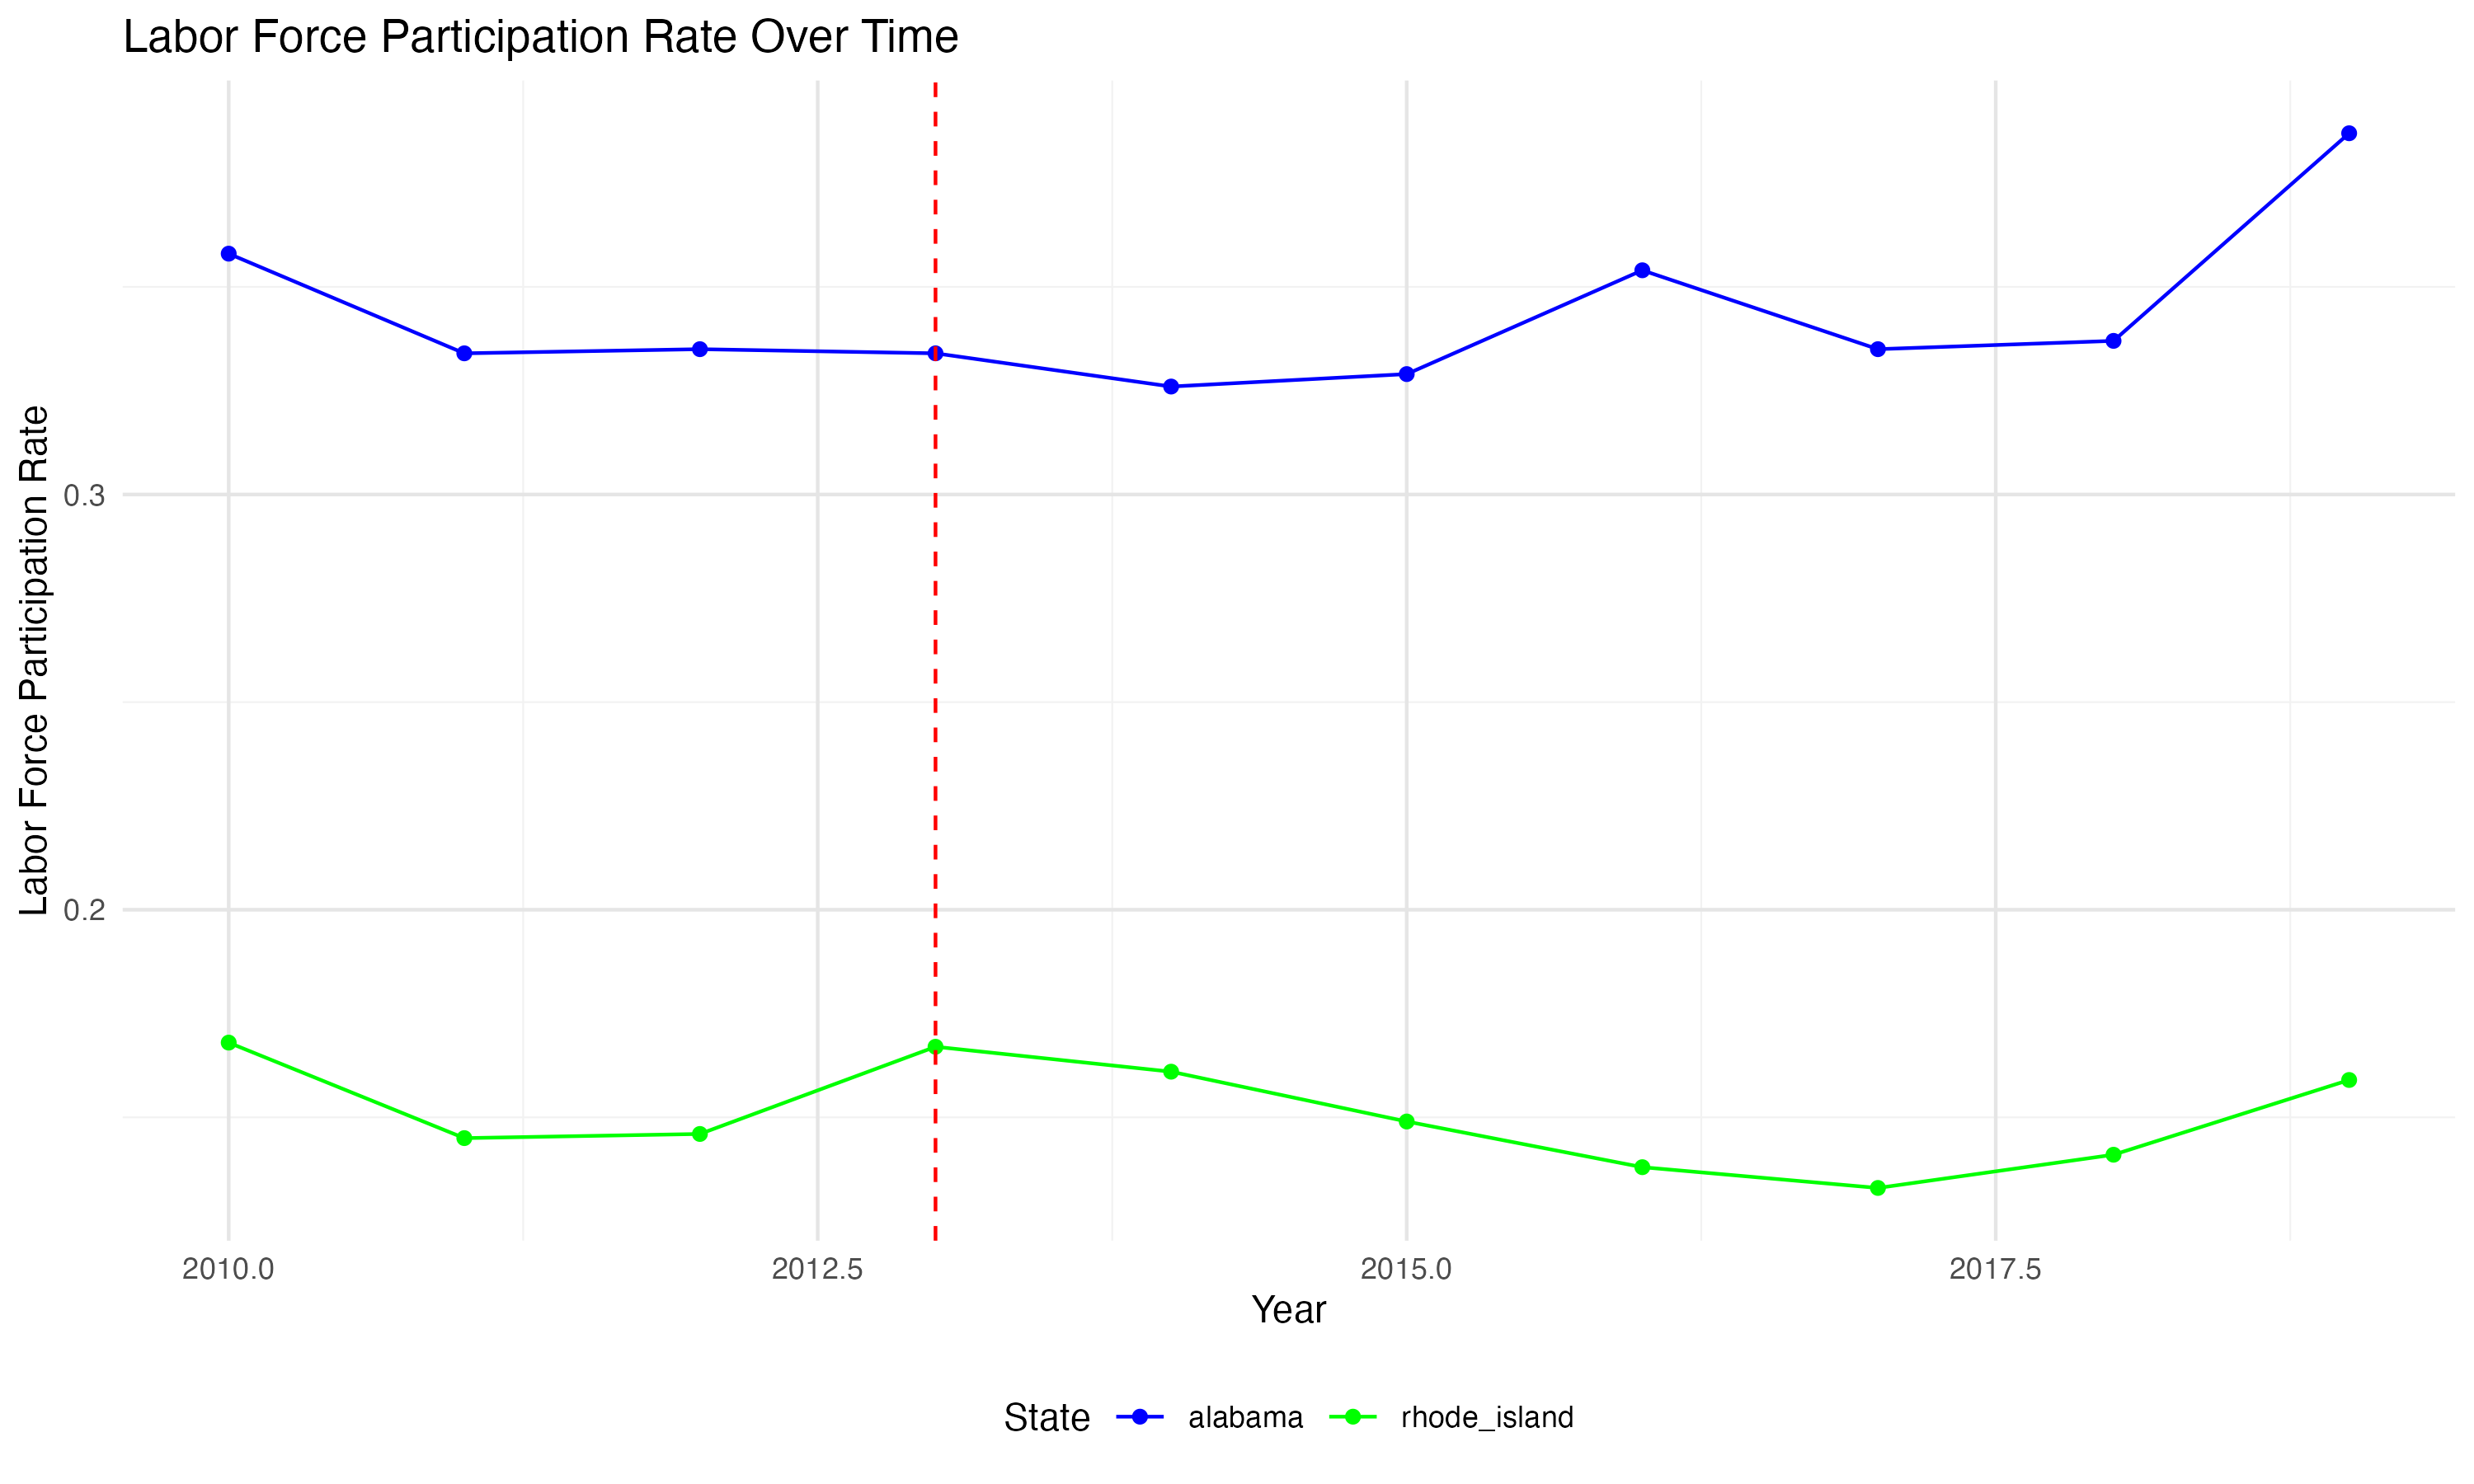 Labor Force Participation Rate Over Time
Labor Force Participation Rate
0.3
0.2
2010.0 2012.5 2015.0 2017.5
Year
State alabama rhode_island